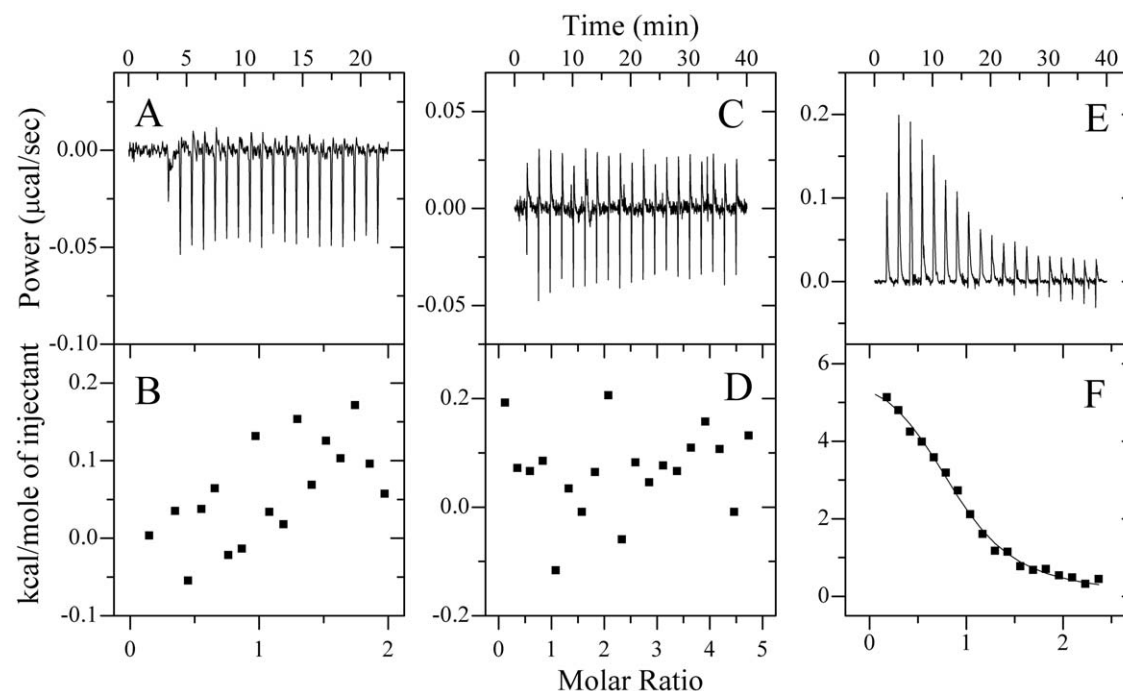 Time (min)
0 5 10 15 20
0 10 20 30 40
0 10 20 30 40
A
C
E
Power (μcal/sec)
0.00
-0.05
-0.10
0.05
0.00
-0.05
0.2
0.1
0.0
B
D
F
kcal/mole of injectant
0.2
0.1
0.0
-0.1
0.2
0.0
-0.2
6
4
2
0
0 1 2
0 1 2 3 4 5
0 1 2
Molar Ratio